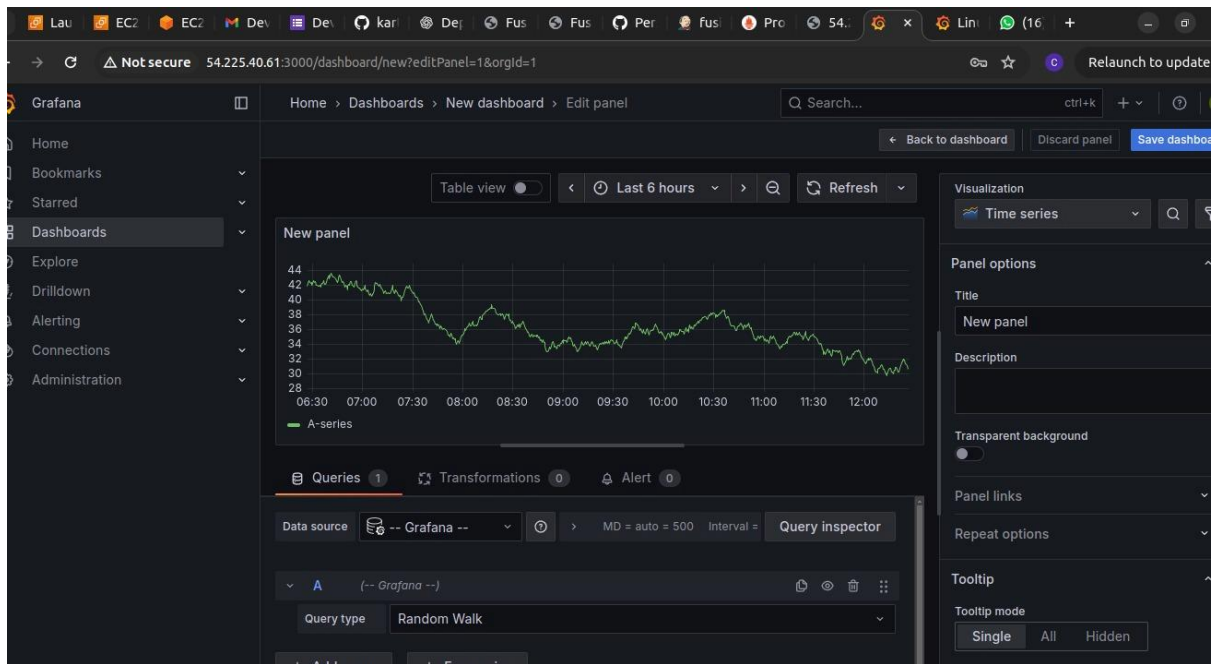 Lau EC2 EC2 Dev Dev kar Dep Fus Fus Per fusi Pro 54. Lin (16)
Not secure 54.225.40.61:3000/dashboard/new?editPanel=1&orgId=1 Relaunch to update
Grafana
Home › Dashboards › New dashboard › Edit panel
Search... ctrl+k
Back to dashboard Discard panel Save dashboa
Home
Bookmarks
Starred
Dashboards
Explore
Drilldown
Alerting
Connections
Administration
Table view Last 6 hours Refresh
New panel
44
42
40
38
36
34
32
30
28
06:30 07:00 07:30 08:00 08:30 09:00 09:30 10:00 10:30 11:00 11:30 12:00
A-series
Queries 1 Transformations 0 Alert 0
Data source -- Grafana -- MD = auto = 500 Interval = Query inspector
A (-- Grafana --)
Query type Random Walk
Visualization
Time series
Panel options
Title
New panel
Description
Transparent background
Panel links
Repeat options
Tooltip
Tooltip mode
Single All Hidden